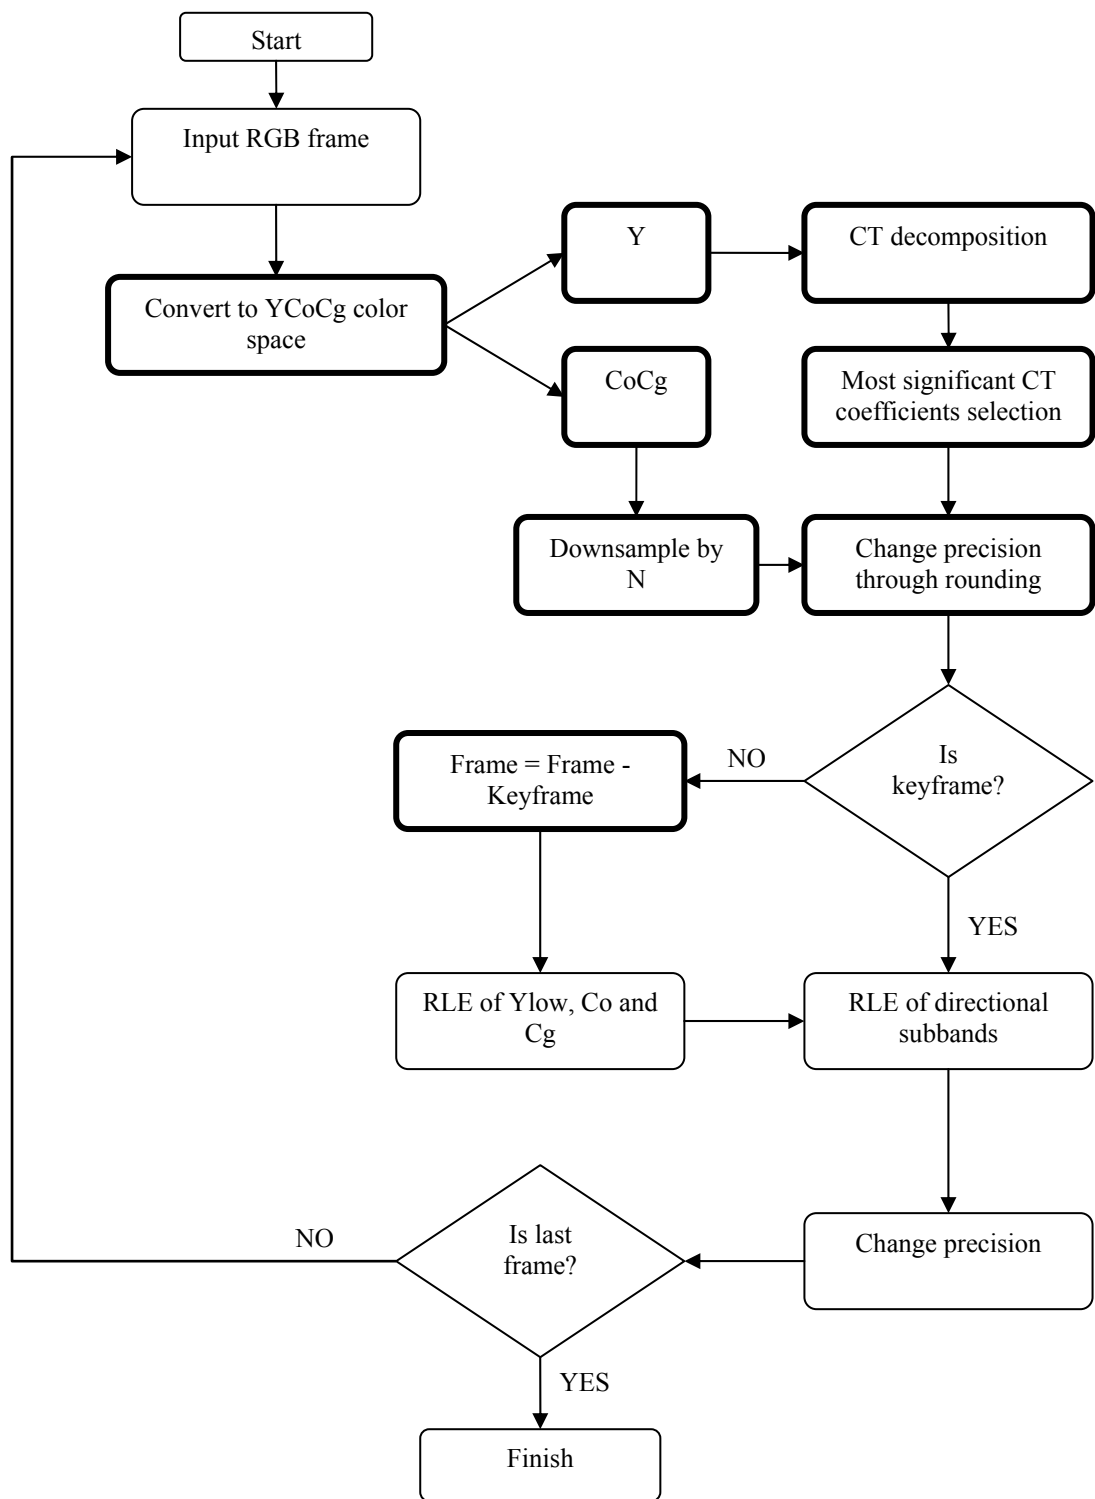 Start
Input RGB frame
Convert to YCoCg color
space
Y
CT decomposition
CoCg
Most significant CT
coefficients selection
Downsample by
N
Change precision
through rounding
Is
keyframe?
NO
Frame = Frame -
Keyframe
YES
RLE of Ylow, Co and
Cg
RLE of directional
subbands
Change precision
Is last
frame?
NO
YES
Finish